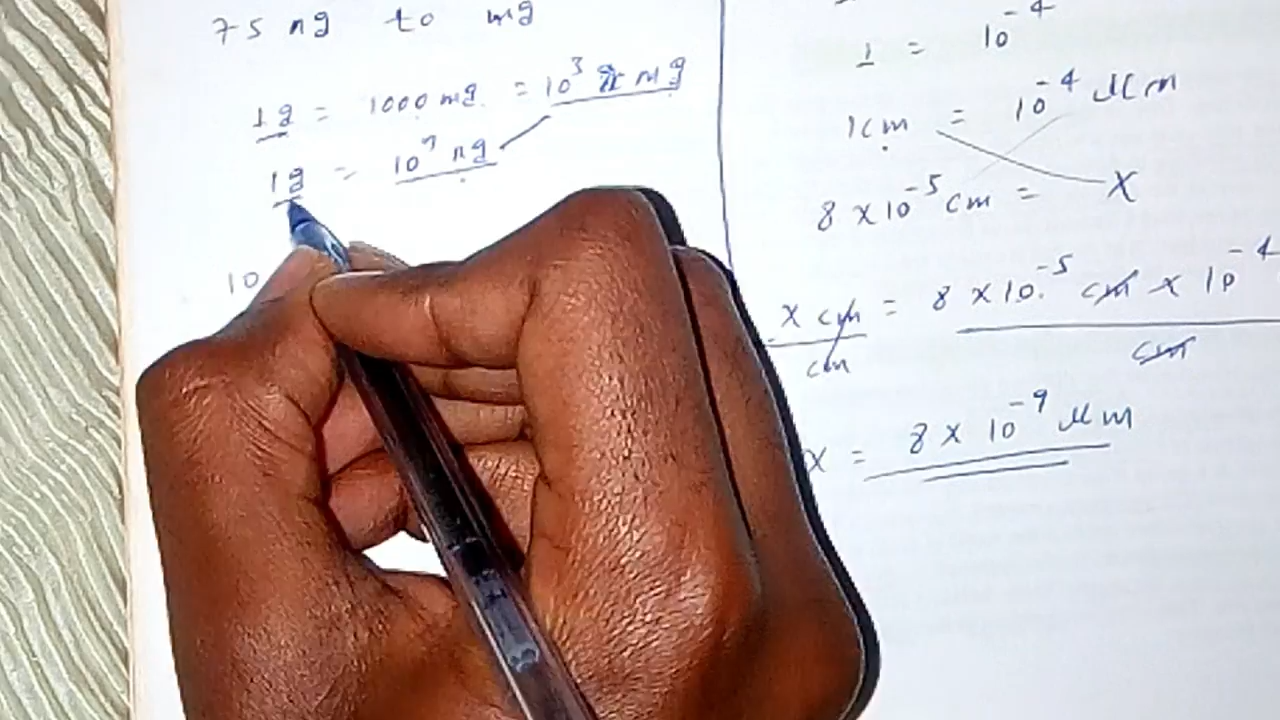 75 ng to mg
1g = 1000 mg = 10³ mg
1g = 10⁹ ng
10
1 = 10⁻⁴
1cm = 10⁻⁴ μm
8 x 10⁻⁵ cm = x
x cm = 8 x 10⁻⁵ cm x 10⁻⁴
cm cm
x = 8 x 10⁻⁹ μm